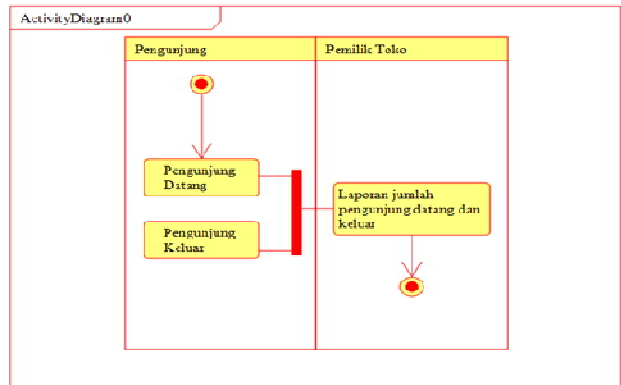 ActivityDiagram0
Pengunjung
Pemilik Toko
Pengunjung
Datang
Laporan jumlah
pengunjung datang dan
keluar
Pengunjung
Keluar